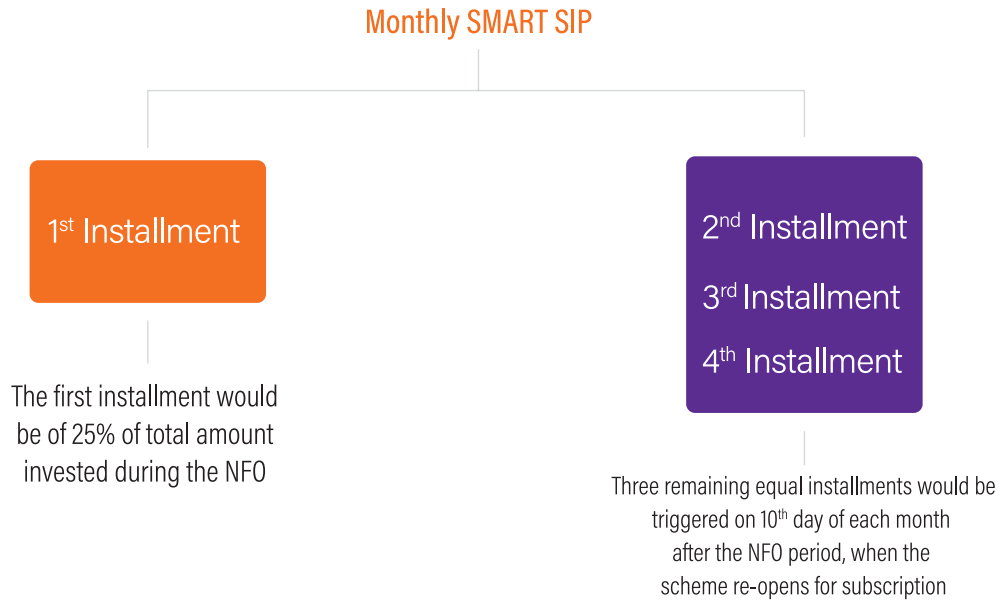 Monthly SMART SIP
1st Installment
The first installment would
be of 25% of total amount
invested during the NFO
2nd Installment
3rd Installment
4th Installment
Three remaining equal installments would be
triggered on 10th day of each month
after the NFO period, when the
scheme re-opens for subscription